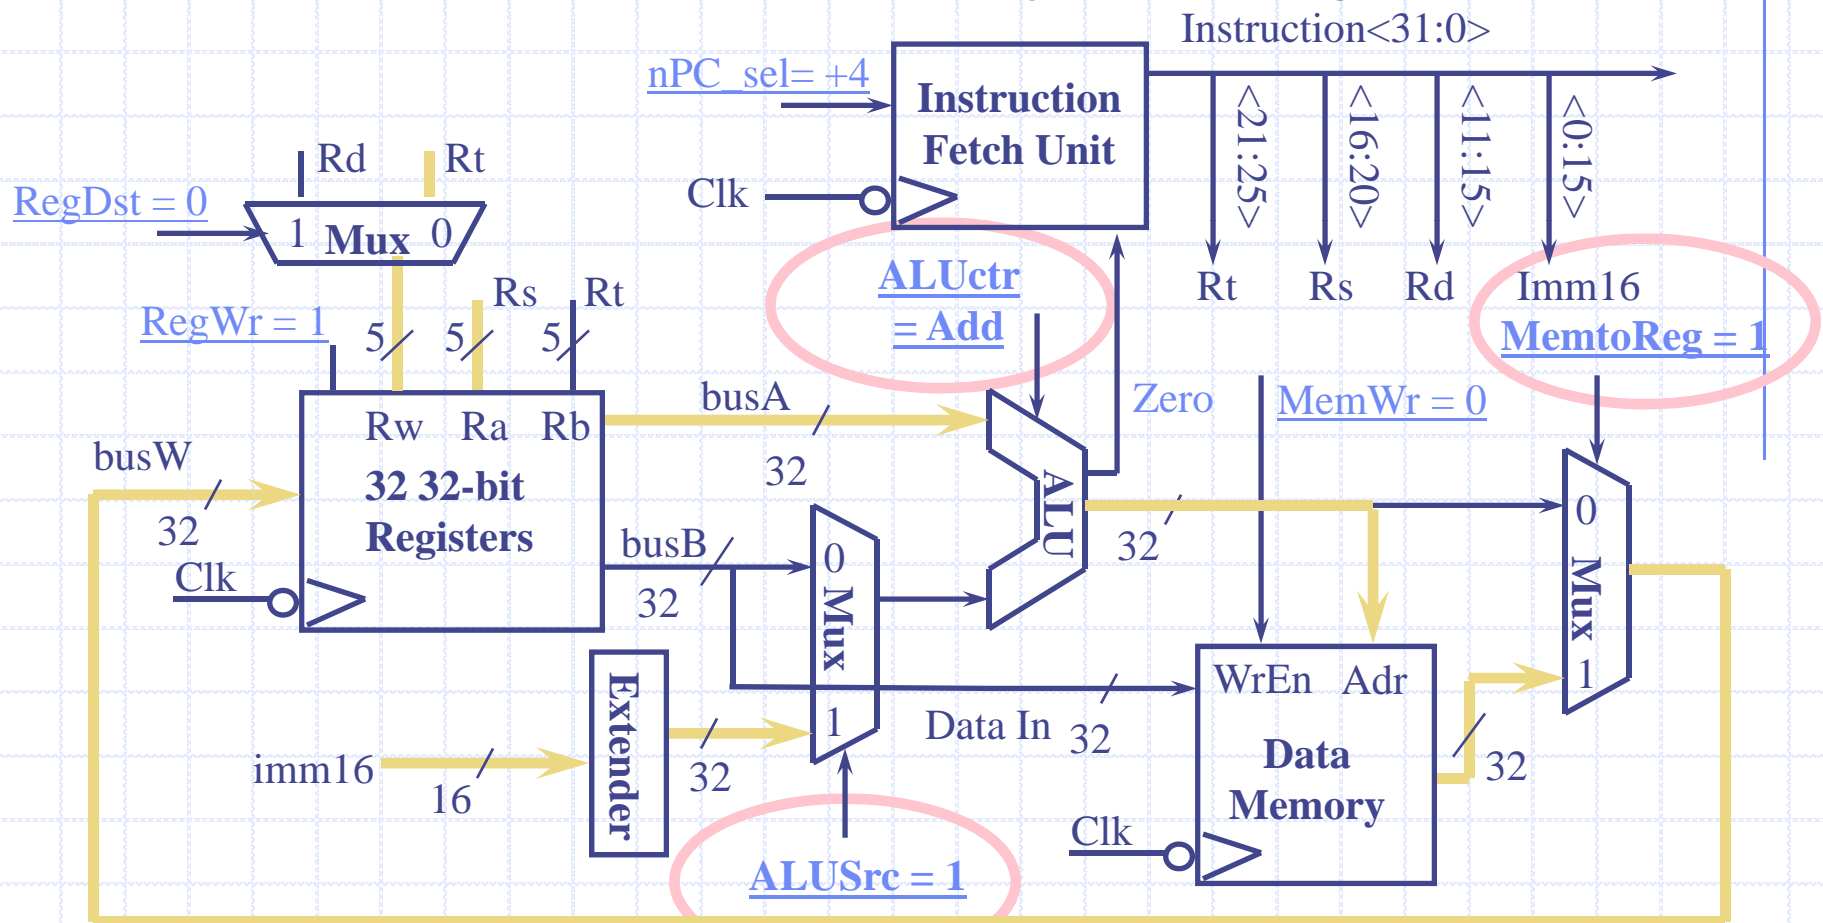 Instruction<31:0>
nPC_sel= +4
Instruction
Fetch Unit
Clk
<21:25>
<16:20>
<11:15>
<0:15>
Rt
Rs
Rd
Imm16
Rd
Rt
RegDst = 0
1
Mux
0
ALUctr
= Add
MemtoReg = 1
RegWr = 1
5
5
Rs
5
Rt
Zero
MemWr = 0
busA
32
Rw
Ra
Rb
32 32-bit
Registers
busW
32
Clk
busB
32
0
Mux
1
ALU
32
0
Mux
1
Extender
imm16
16
32
Data In
32
WrEn
Adr
Data
Memory
32
Clk
ALUSrc = 1